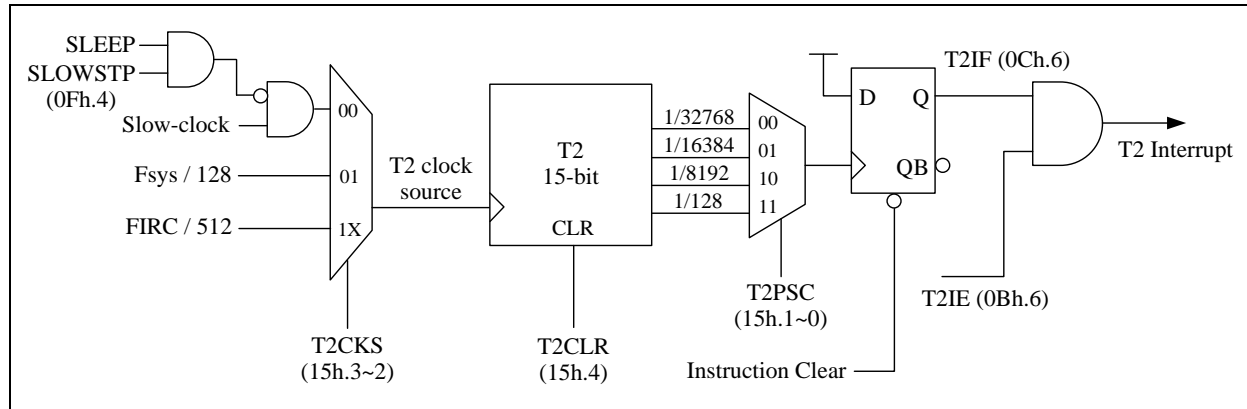 SLEEP
SLOWSTP
(0Fh.4)
Slow-clock
Fsys / 128
FIRC / 512
00
01
1X
T2CKS
(15h.3~2)
T2 clock
source
T2
15-bit
CLR
T2CLR
(15h.4)
1/32768
1/16384
1/8192
1/128
00
01
10
11
T2PSC
(15h.1~0)
D
Q
QB
Instruction Clear
T2IF (0Ch.6)
T2IE (0Bh.6)
T2 Interrupt